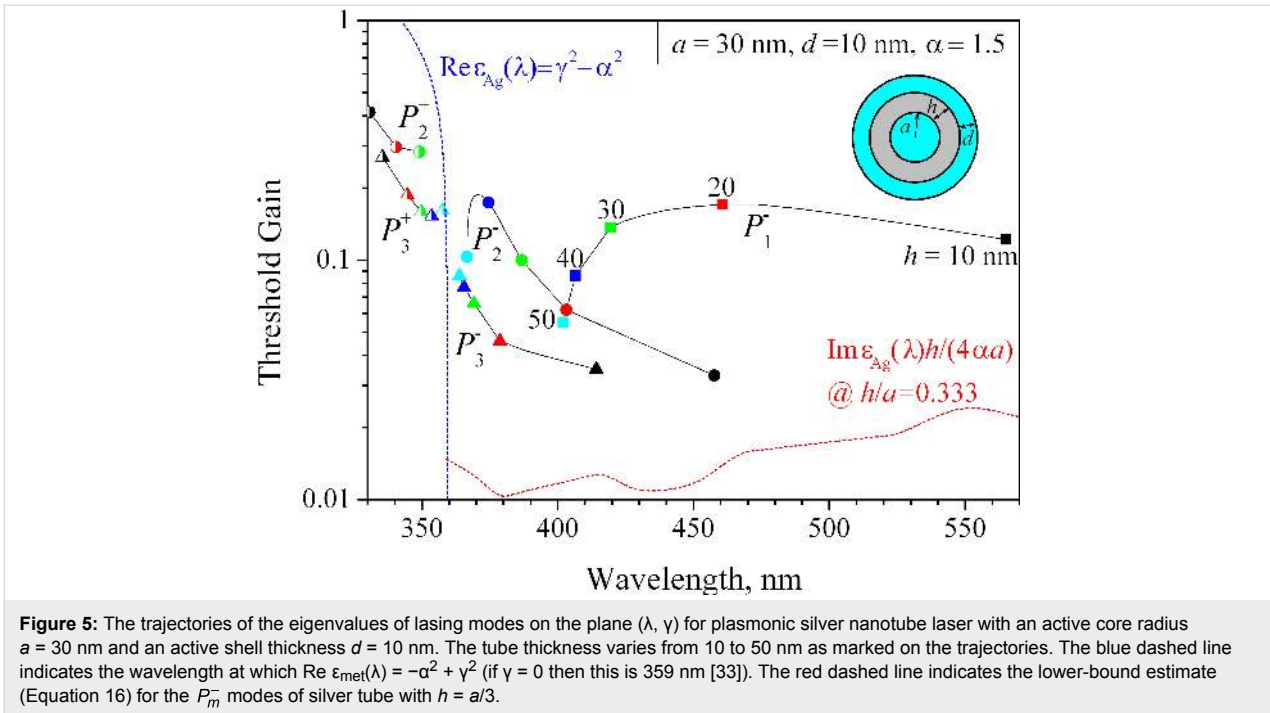 1
a = 30 nm, d =10 nm, α = 1.5
Re ε_Ag(λ)=γ²−α²
P₂⁻
a
h
d
P₃⁺
20
30
P₂⁻
P₁⁻
40
0.1
h = 10 nm
50
P₃⁻
Im ε_Ag(λ)h/(4αa)
@ h/a=0.333
Threshold Gain
0.01
350 400 450 500 550
Wavelength, nm
Figure 5: The trajectories of the eigenvalues of lasing modes on the plane (λ, γ) for plasmonic silver nanotube laser with an active core radius
a = 30 nm and an active shell thickness d = 10 nm. The tube thickness varies from 10 to 50 nm as marked on the trajectories. The blue dashed line
indicates the wavelength at which Re ε_met(λ) = −α² + γ² (if γ = 0 then this is 359 nm [33]). The red dashed line indicates the lower-bound estimate
(Equation 16) for the Pₘ⁻ modes of silver tube with h = a/3.